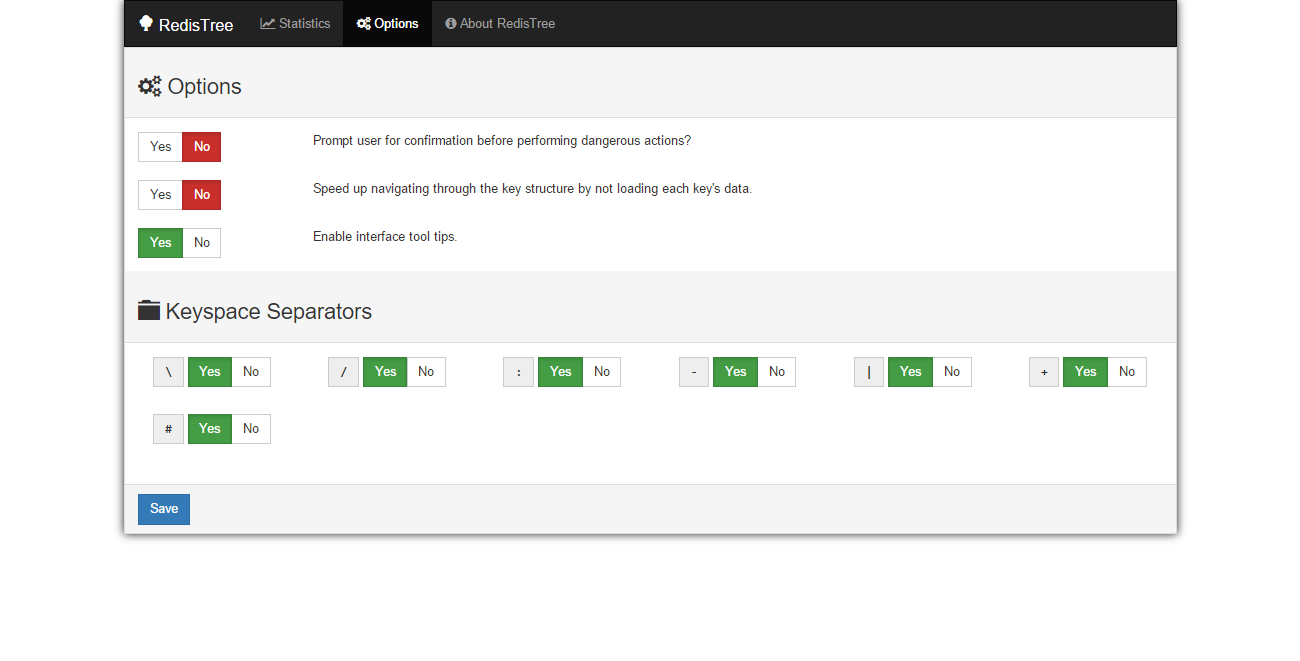 RedisTree Statistics Options About RedisTree
Options
Yes No Prompt user for confirmation before performing dangerous actions?
Yes No Speed up navigating through the key structure by not loading each key's data.
Yes No Enable interface tool tips.
Keyspace Separators
\ Yes No / Yes No : Yes No - Yes No | Yes No + Yes No
# Yes No
Save